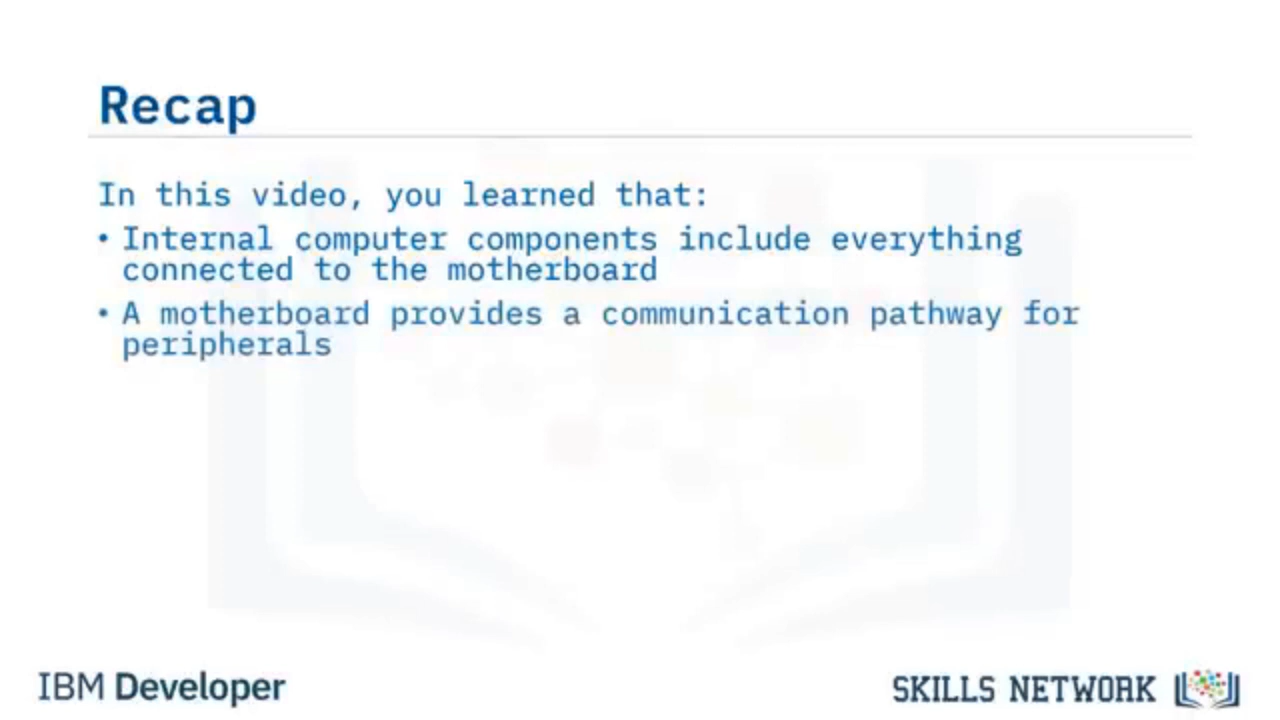 Recap
In this video, you learned that:
• Internal computer components include everything
connected to the motherboard
• A motherboard provides a communication pathway for
peripherals
IBM Developer
SKILLS NETWORK